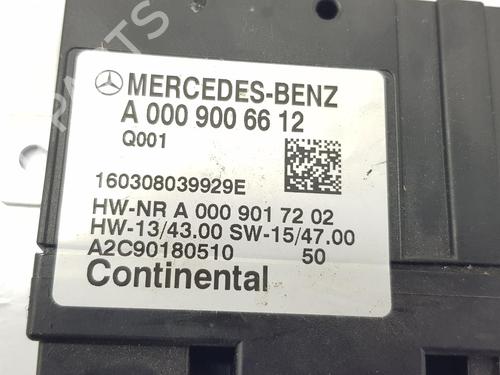 MERCEDES-BENZ
A 000 900 66 12
Q001
160308039929E
HW-NR A 000 901 72 02
HW-13/43.00 SW-15/47.00
A2C90180510 50
Continental
PARTS